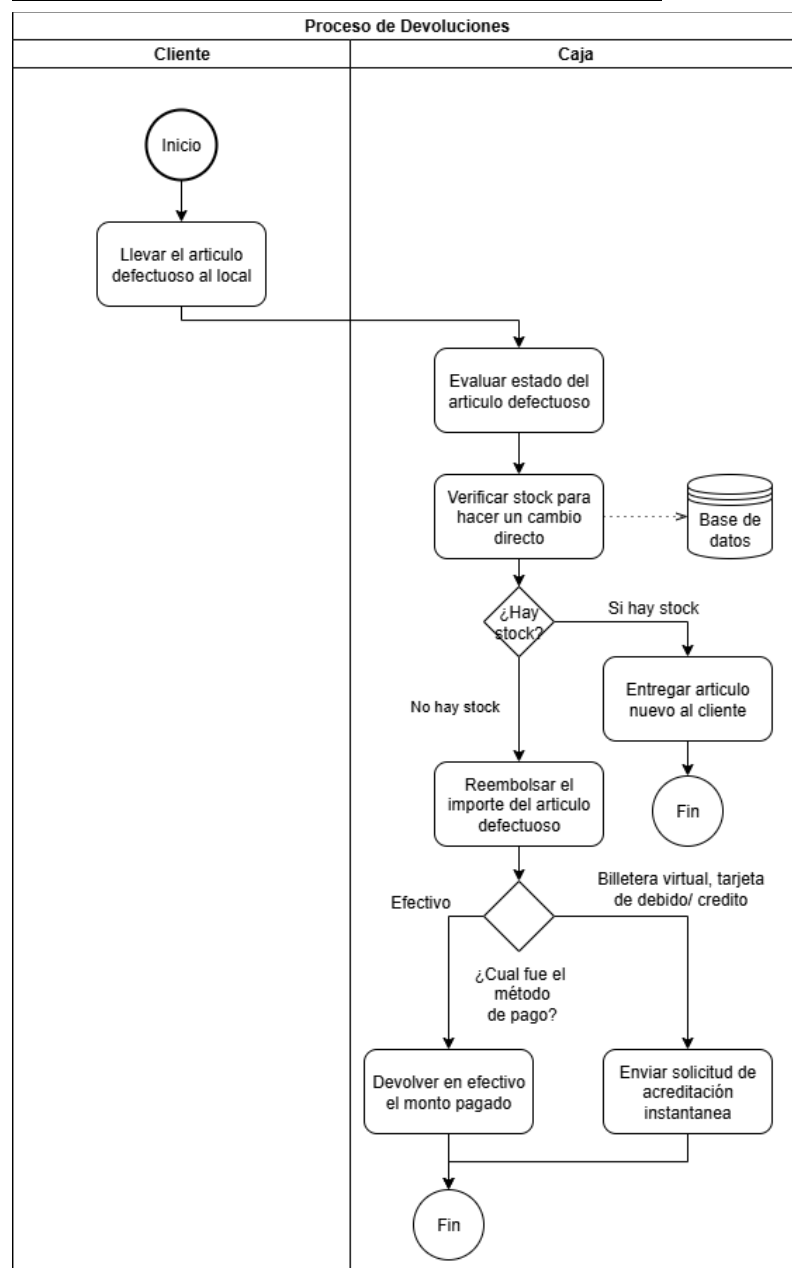 Proceso de Devoluciones
Cliente
Caja
Inicio
Llevar el articulo
defectuoso al local
Evaluar estado del
articulo defectuoso
Verificar stock para
hacer un cambio
directo
Base de
datos
¿Hay
stock?
Si hay stock
No hay stock
Entregar articulo
nuevo al cliente
Fin
Reembolsar el
importe del articulo
defectuoso
Efectivo
Billetera virtual, tarjeta
de debido/ credito
¿Cual fue el
método
de pago?
Devolver en efectivo
el monto pagado
Enviar solicitud de
acreditación
instantanea
Fin